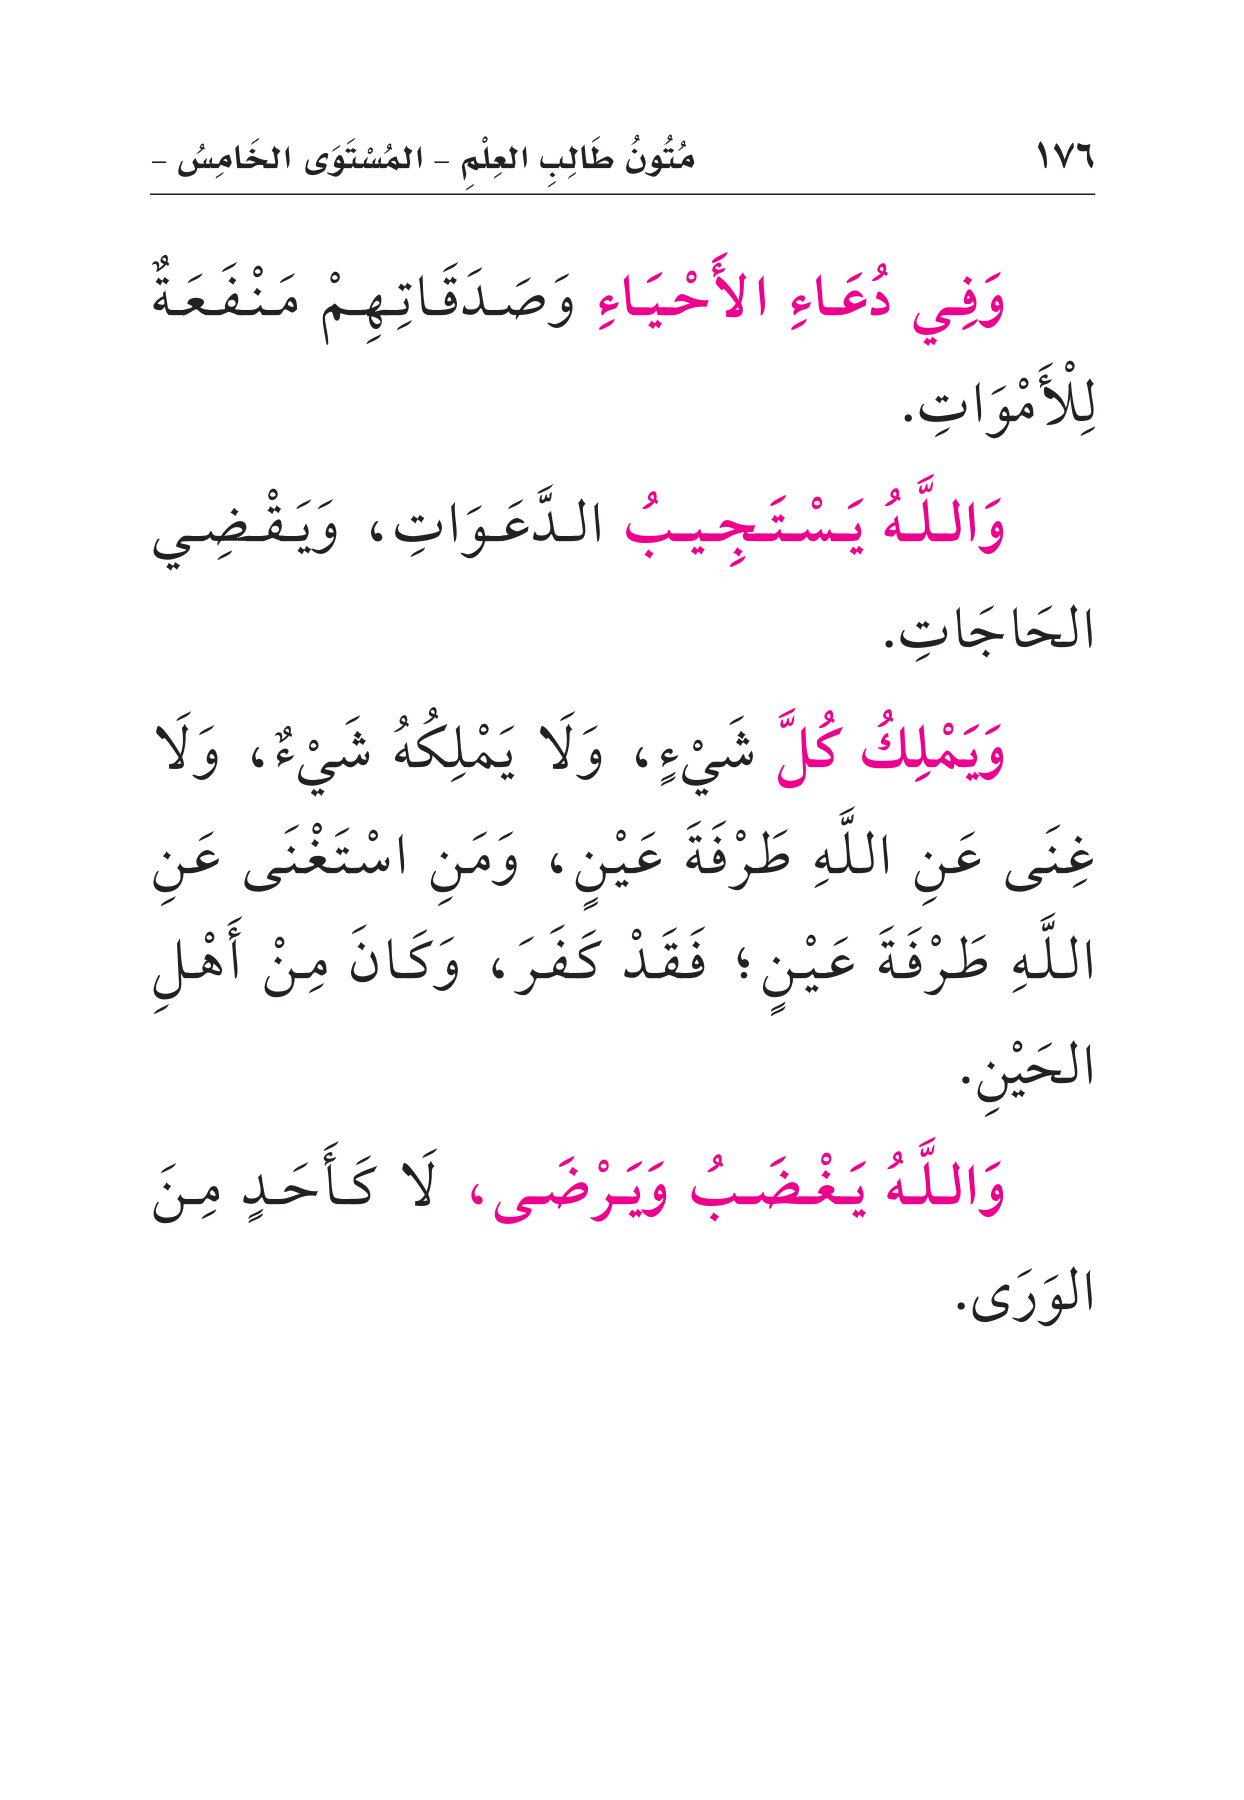 ١٧٦ مُتُونُ طَالِبِ العِلْمِ – المُسْتَوَى الخَامِسُ –
وَفِي دُعَاءِ الأَحْيَاءِ وَصَدَقَاتِهِمْ مَنْفَعَةٌ
لِلْأَمْوَاتِ.
وَاللَّهُ يَسْتَجِيبُ الدَّعَوَاتِ، وَيَقْضِي
الحَاجَاتِ.
وَيَمْلِكُ كُلَّ شَيْءٍ، وَلَا يَمْلِكُهُ شَيْءٌ، وَلَا
غِنَى عَنِ اللَّهِ طَرْفَةَ عَيْنٍ، وَمَنِ اسْتَغْنَى عَنِ
اللَّهِ طَرْفَةَ عَيْنٍ؛ فَقَدْ كَفَرَ، وَكَانَ مِنْ أَهْلِ
الحَيْنِ.
وَاللَّهُ يَغْضَبُ وَيَرْضَى، لَا كَأَحَدٍ مِنَ
الوَرَى.